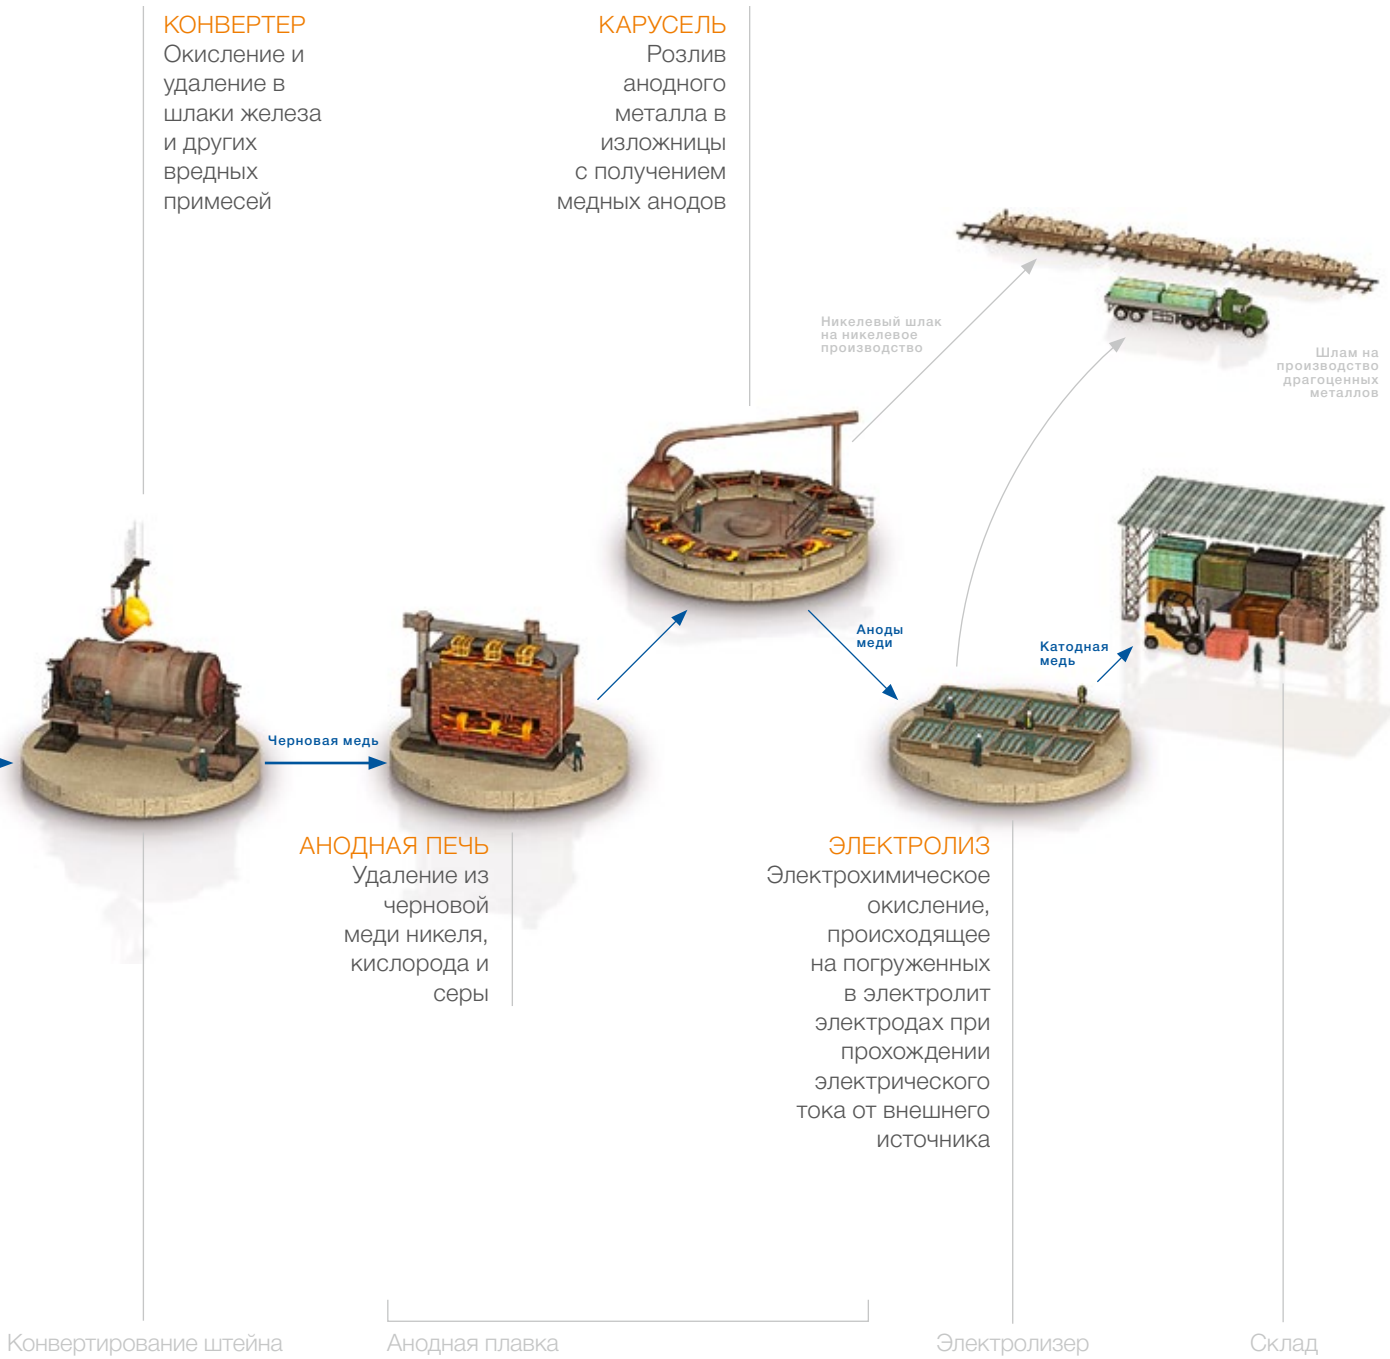 КОНВЕРТЕР
Окисление и
удаление в
шлаки железа
и других
вредных
примесей
КАРУСЕЛЬ
Розлив
анодного
металла в
изложницы
с получением
медных анодов
Никелевый шлак
на никелевое
производство
Шлам на
производство
драгоценных
металлов
Аноды
меди
Катодная
медь
Черновая медь
АНОДНАЯ ПЕЧЬ
Удаление из
черновой
меди никеля,
кислорода и
серы
ЭЛЕКТРОЛИЗ
Электрохимическое
окисление,
происходящее
на погруженных
в электролит
электродах при
прохождении
электрического
тока от внешнего
источника
Конвертирование штейна
Анодная плавка
Электролизер
Склад